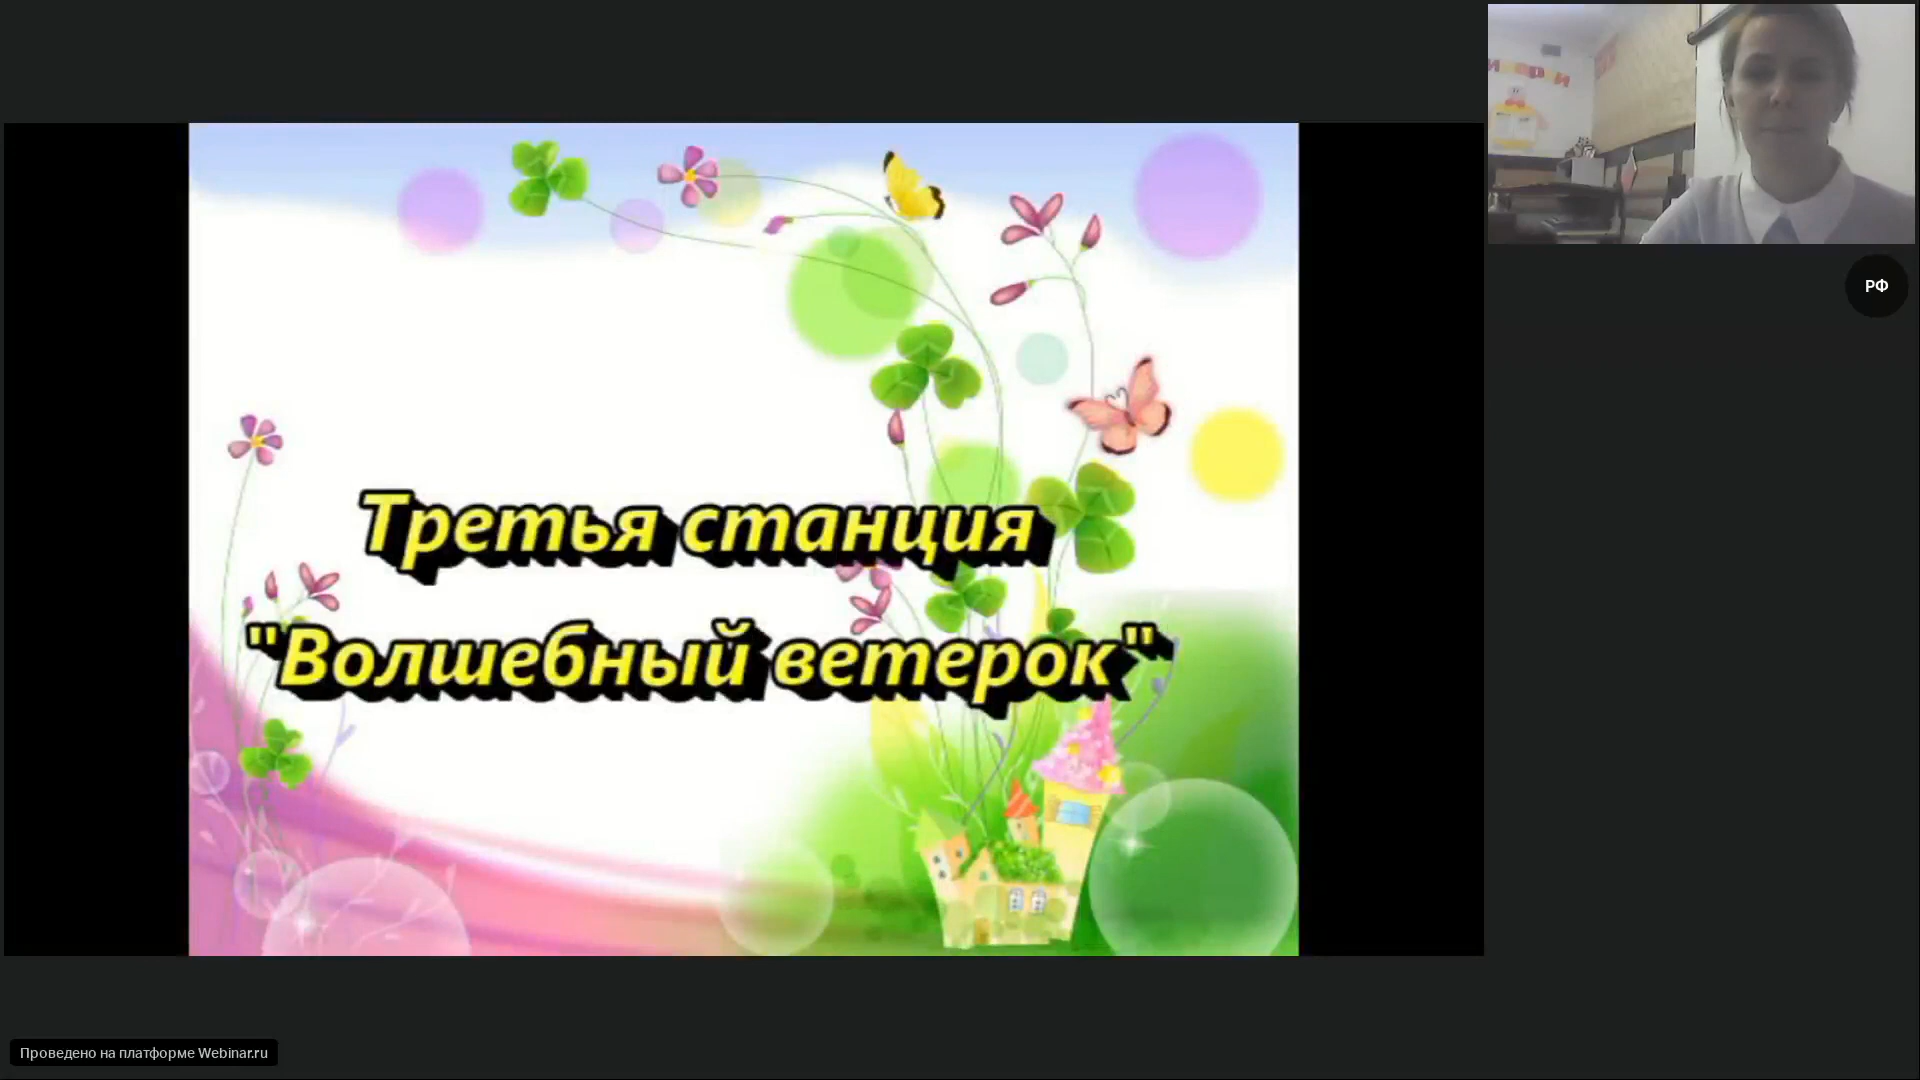 РФ
Третья станция
"Волшебный ветерок"
Проведено на платформе Webinar.ru